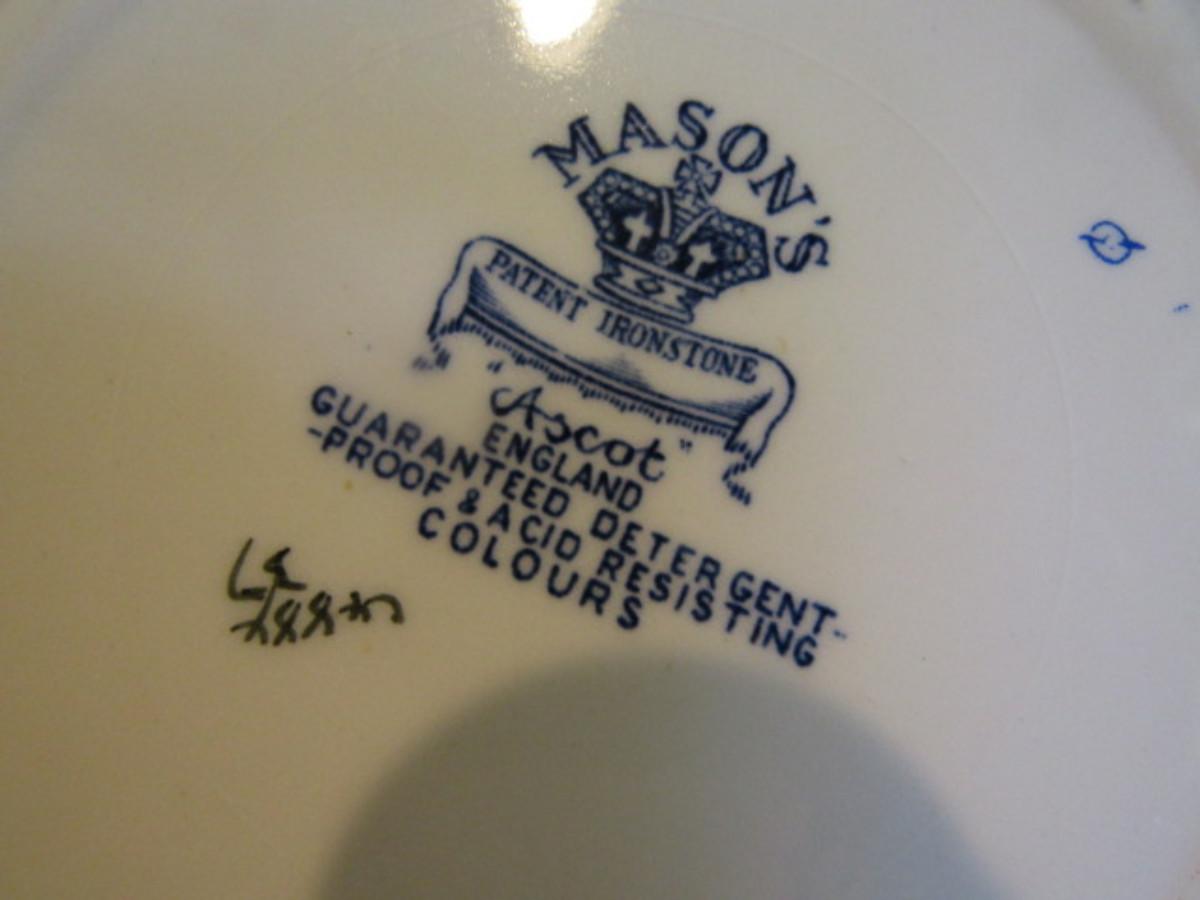 MASON'S
PATENT IRONSTONE
"Ascot"
ENGLAND
GUARANTEED DETERGENT-
-PROOF & ACID RESISTING
COLOURS